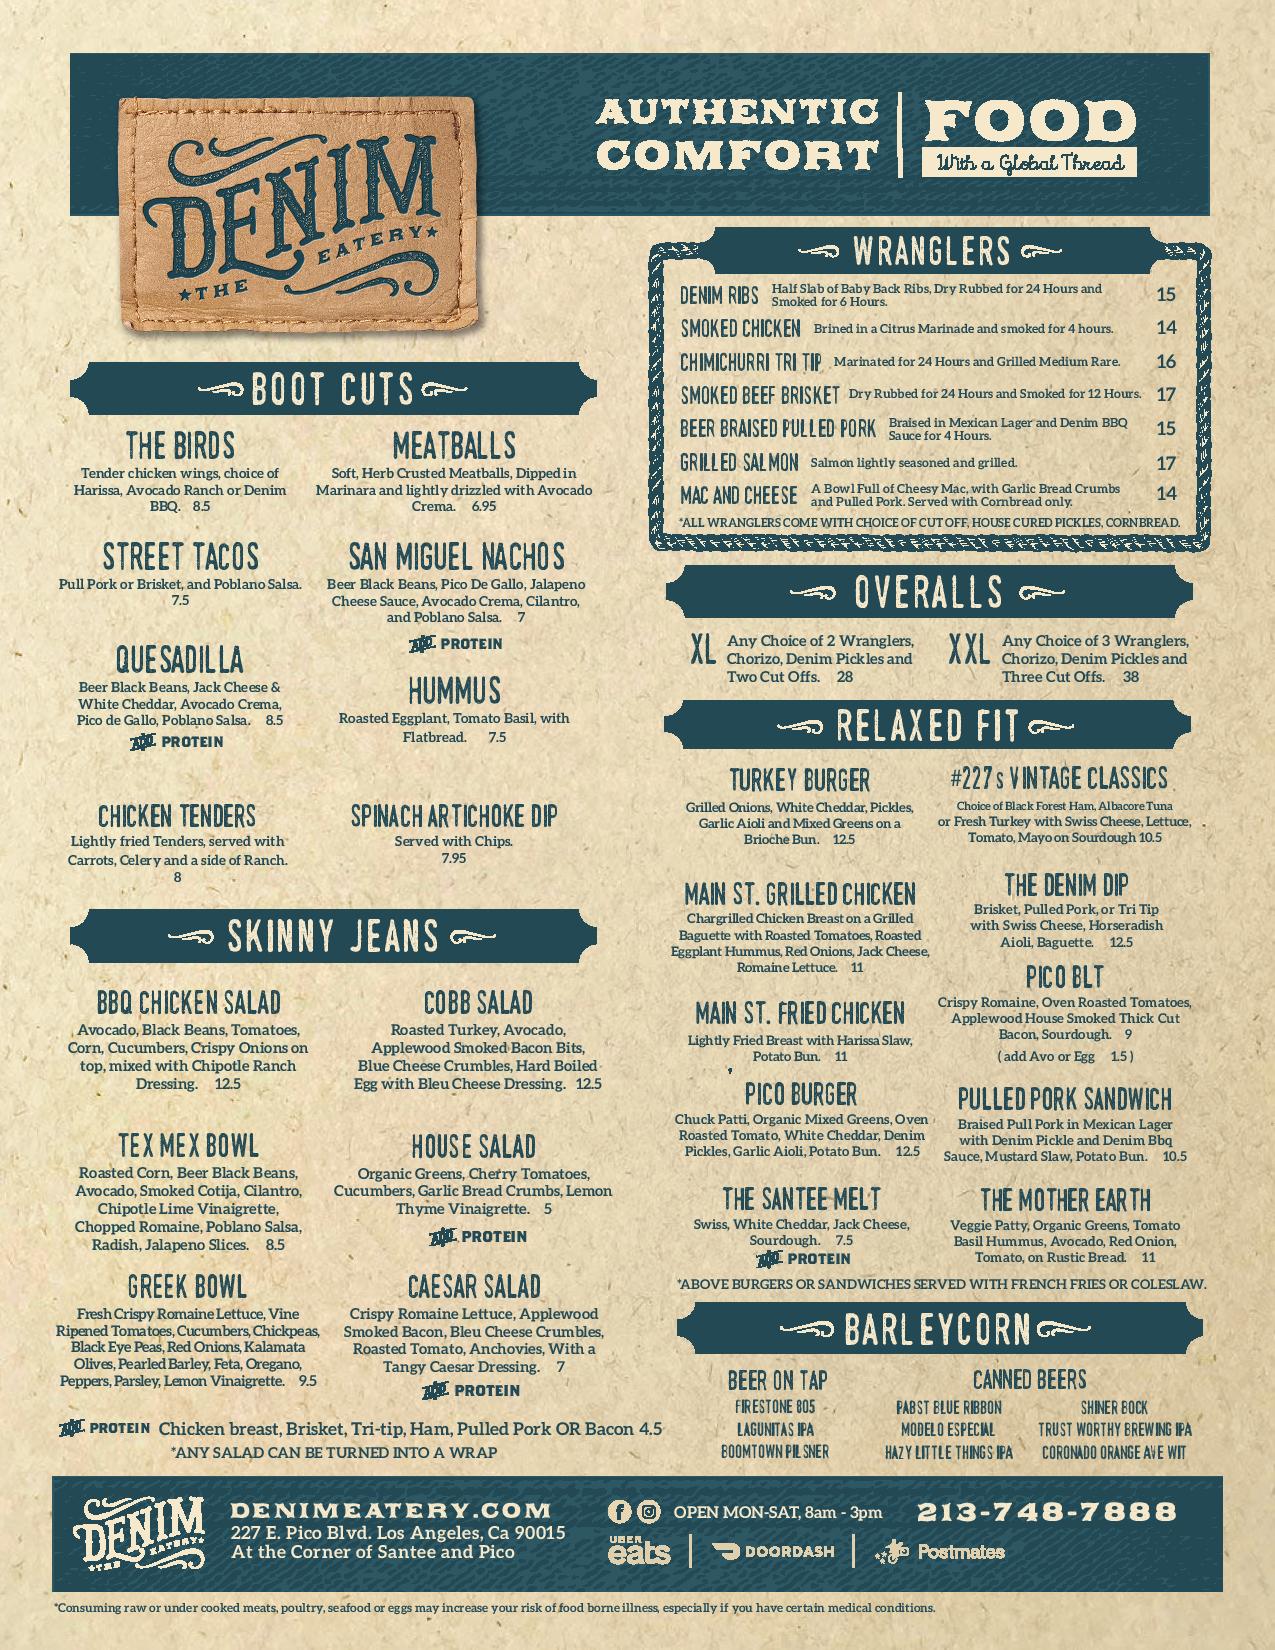 DENIM
★THE EATERY★
AUTHENTIC
COMFORT
FOOD
With a Global Thread
BOOT CUTS
THE BIRDS
Tender chicken wings, choice of
Harissa, Avocado Ranch or Denim
BBQ. 8.5
MEATBALLS
Soft, Herb Crusted Meatballs, Dipped in
Marinara and lightly drizzled with Avocado
Crema. 6.95
STREET TACOS
Pull Pork or Brisket, and Poblano Salsa.
7.5
SAN MIGUEL NACHOS
Beer Black Beans, Pico De Gallo, Jalapeno
Cheese Sauce, Avocado Crema, Cilantro,
and Poblano Salsa. 7
ADD PROTEIN
QUESADILLA
Beer Black Beans, Jack Cheese &
White Cheddar, Avocado Crema,
Pico de Gallo, Poblano Salsa. 8.5
ADD PROTEIN
HUMMUS
Roasted Eggplant, Tomato Basil, with
Flatbread. 7.5
CHICKEN TENDERS
Lightly fried Tenders, served with
Carrots, Celery and a side of Ranch.
8
SPINACH ARTICHOKE DIP
Served with Chips.
7.95
SKINNY JEANS
BBQ CHICKEN SALAD
Avocado, Black Beans, Tomatoes,
Corn, Cucumbers, Crispy Onions on
top, mixed with Chipotle Ranch
Dressing. 12.5
COBB SALAD
Roasted Turkey, Avocado,
Applewood Smoked Bacon Bits,
Blue Cheese Crumbles, Hard Boiled
Egg with Bleu Cheese Dressing. 12.5
TEX MEX BOWL
Roasted Corn, Beer Black Beans,
Avocado, Smoked Cotija, Cilantro,
Chipotle Lime Vinaigrette,
Chopped Romaine, Poblano Salsa,
Radish, Jalapeno Slices. 8.5
HOUSE SALAD
Organic Greens, Cherry Tomatoes,
Cucumbers, Garlic Bread Crumbs, Lemon
Thyme Vinaigrette. 5
ADD PROTEIN
GREEK BOWL
Fresh Crispy Romaine Lettuce, Vine
Ripened Tomatoes, Cucumbers, Chickpeas,
Black Eye Peas, Red Onions, Kalamata
Olives, Pearled Barley, Feta, Oregano,
Peppers, Parsley, Lemon Vinaigrette. 9.5
CAESAR SALAD
Crispy Romaine Lettuce, Applewood
Smoked Bacon, Bleu Cheese Crumbles,
Roasted Tomato, Anchovies, With a
Tangy Caesar Dressing. 7
ADD PROTEIN
ADD PROTEIN Chicken breast, Brisket, Tri-tip, Ham, Pulled Pork OR Bacon 4.5
*ANY SALAD CAN BE TURNED INTO A WRAP
WRANGLERS
DENIM RIBS Half Slab of Baby Back Ribs, Dry Rubbed for 24 Hours and
Smoked for 6 Hours. 15
SMOKED CHICKEN Brined in a Citrus Marinade and smoked for 4 hours. 14
CHIMICHURRI TRI TIP Marinated for 24 Hours and Grilled Medium Rare. 16
SMOKED BEEF BRISKET Dry Rubbed for 24 Hours and Smoked for 12 Hours. 17
BEER BRAISED PULLED PORK Braised in Mexican Lager and Denim BBQ
Sauce for 4 Hours. 15
GRILLED SALMON Salmon lightly seasoned and grilled. 17
MAC AND CHEESE A Bowl Full of Cheesy Mac, with Garlic Bread Crumbs
and Pulled Pork. Served with Cornbread only. 14
*ALL WRANGLERS COME WITH CHOICE OF CUT OFF, HOUSE CURED PICKLES, CORNBREAD.
OVERALLS
XL Any Choice of 2 Wranglers,
Chorizo, Denim Pickles and
Two Cut Offs. 28
XXL Any Choice of 3 Wranglers,
Chorizo, Denim Pickles and
Three Cut Offs. 38
RELAXED FIT
TURKEY BURGER
Grilled Onions, White Cheddar, Pickles,
Garlic Aioli and Mixed Greens on a
Brioche Bun. 12.5
#227s VINTAGE CLASSICS
Choice of Black Forest Ham, Albacore Tuna
or Fresh Turkey with Swiss Cheese, Lettuce,
Tomato, Mayo on Sourdough 10.5
MAIN ST. GRILLED CHICKEN
Chargrilled Chicken Breast on a Grilled
Baguette with Roasted Tomatoes, Roasted
Eggplant Hummus, Red Onions, Jack Cheese,
Romaine Lettuce. 11
THE DENIM DIP
Brisket, Pulled Pork, or Tri Tip
with Swiss Cheese, Horseradish
Aioli, Baguette. 12.5
MAIN ST. FRIED CHICKEN
Lightly Fried Breast with Harissa Slaw,
Potato Bun. 11
PICO BLT
Crispy Romaine, Oven Roasted Tomatoes,
Applewood House Smoked Thick Cut
Bacon, Sourdough. 9
( add Avo or Egg 1.5 )
PICO BURGER
Chuck Patti, Organic Mixed Greens, Oven
Roasted Tomato, White Cheddar, Denim
Pickles, Garlic Aioli, Potato Bun. 12.5
PULLED PORK SANDWICH
Braised Pull Pork in Mexican Lager
with Denim Pickle and Denim Bbq
Sauce, Mustard Slaw, Potato Bun. 10.5
THE SANTEE MELT
Swiss, White Cheddar, Jack Cheese,
Sourdough. 7.5
ADD PROTEIN
THE MOTHER EARTH
Veggie Patty, Organic Greens, Tomato
Basil Hummus, Avocado, Red Onion,
Tomato, on Rustic Bread. 11
*ABOVE BURGERS OR SANDWICHES SERVED WITH FRENCH FRIES OR COLESLAW.
BARLEYCORN
BEER ON TAP
FIRESTONE 805
LAGUNITAS IPA
BOOMTOWN PILSNER
CANNED BEERS
PABST BLUE RIBBON
MODELO ESPECIAL
HAZY LITTLE THINGS IPA
SHINER BOCK
TRUST WORTHY BREWING IPA
CORONADO ORANGE AVE WIT
DENIM
★THE EATERY★
DENIMEATERY.COM
227 E. Pico Blvd. Los Angeles, Ca 90015
At the Corner of Santee and Pico
OPEN MON-SAT, 8am - 3pm
213-748-7888
UBER eats
DOORDASH
Postmates
*Consuming raw or under cooked meats, poultry, seafood or eggs may increase your risk of food borne illness, especially if you have certain medical conditions.